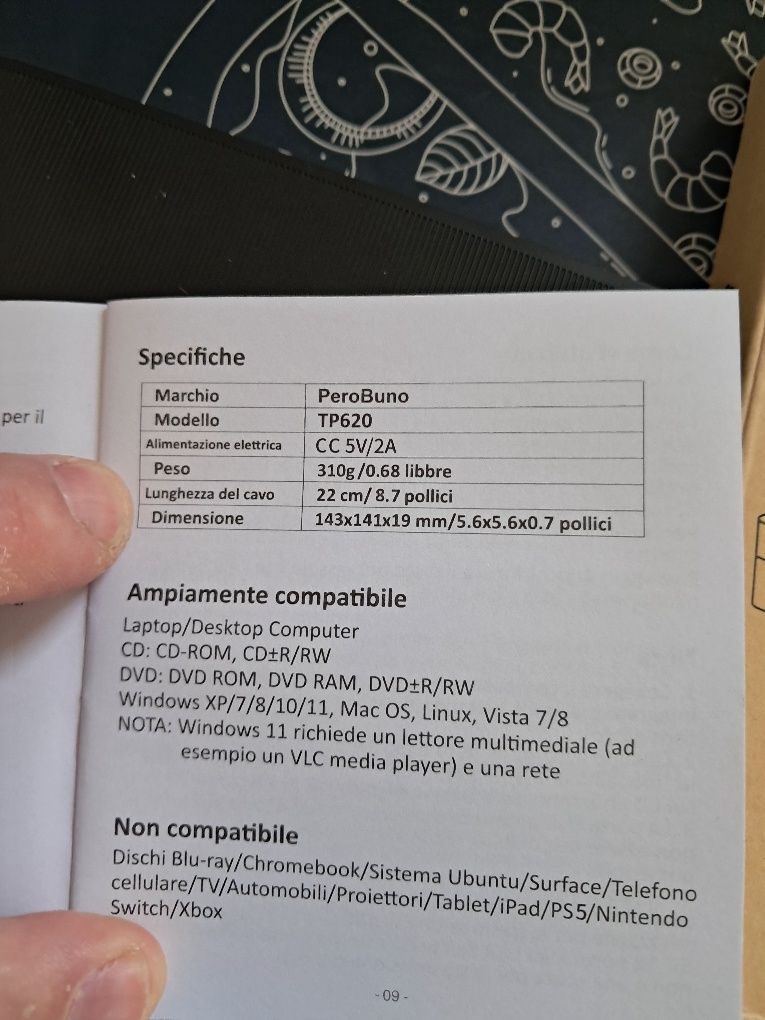 per il
Specifiche
Marchio PeroBuno
Modello TP620
Alimentazione elettrica CC 5V/2A
Peso 310g/0.68 libbre
Lunghezza del cavo 22 cm/ 8.7 pollici
Dimensione 143x141x19 mm/5.6x5.6x0.7 pollici
Ampiamente compatibile
Laptop/Desktop Computer
CD: CD-ROM, CD±R/RW
DVD: DVD ROM, DVD RAM, DVD±R/RW
Windows XP/7/8/10/11, Mac OS, Linux, Vista 7/8
NOTA: Windows 11 richiede un lettore multimediale (ad
esempio un VLC media player) e una rete
Non compatibile
Dischi Blu-ray/Chromebook/Sistema Ubuntu/Surface/Telefono
cellulare/TV/Automobili/Proiettori/Tablet/iPad/PS5/Nintendo
Switch/Xbox
- 09 -